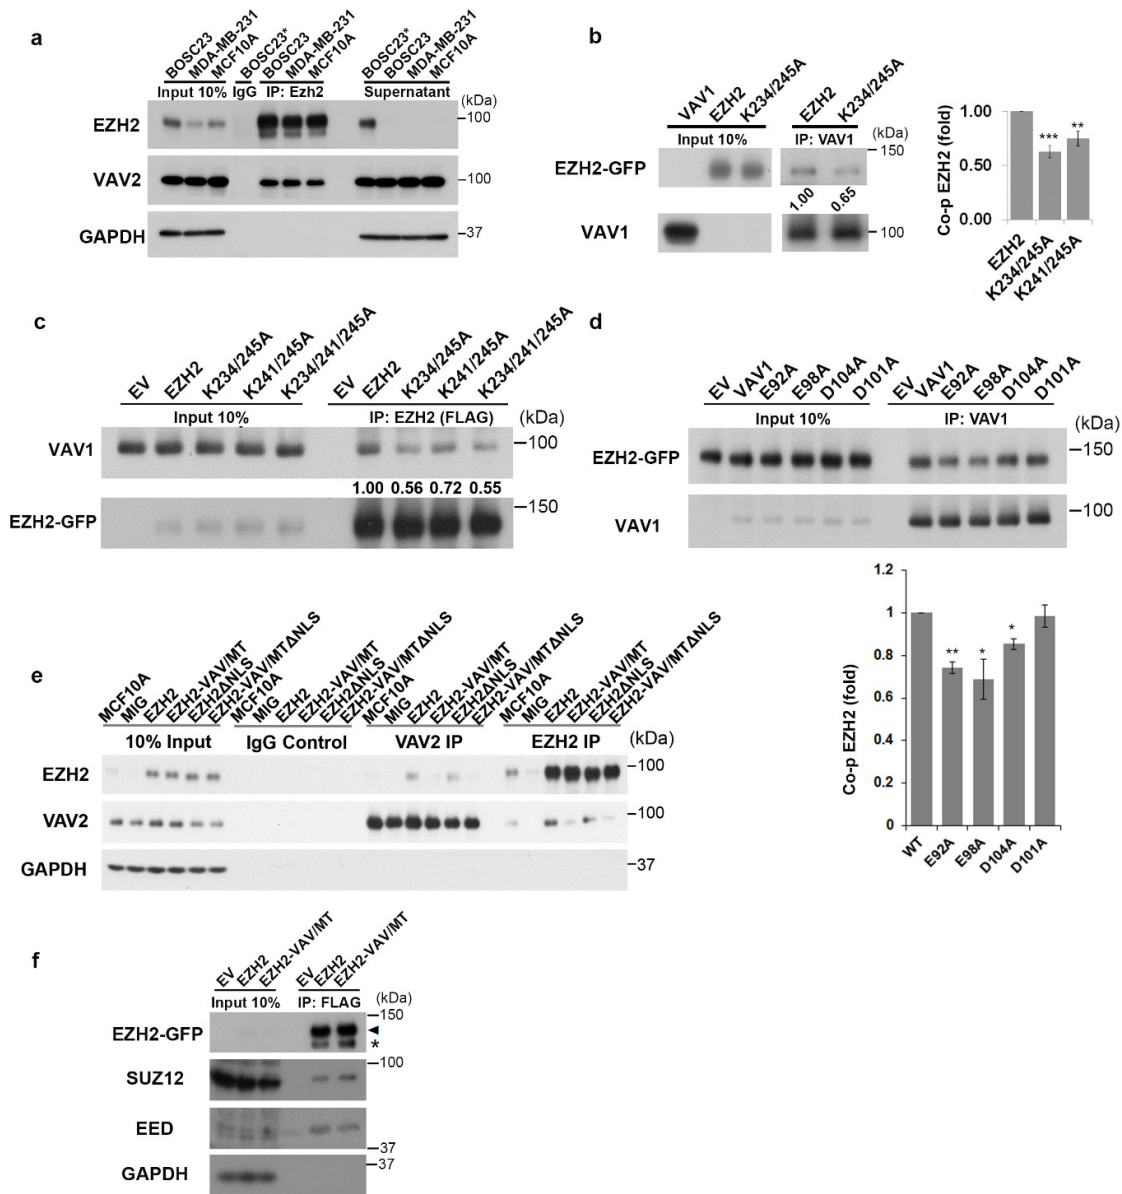 a
BOSC23
MDA-MB-231
MCF10A
BOSC23*
BOSC23
MDA-MB-231
MCF10A
BOSC23*
BOSC23
MDA-MB-231
MCF10A
Input 10% IgG IP: Ezh2 Supernatant
(kDa)
EZH2 100
VAV2 100
GAPDH 37
b
VAV1
EZH2
K234/245A
EZH2
K234/245A
Input 10% IP: VAV1 (kDa)
EZH2-GFP 150
1.00 0.65
VAV1 100
Co-p EZH2 (fold)
1.00
0.50
0.00
***
**
EZH2
K234/245A
K241/245A
c
EV
EZH2
K234/245A
K241/245A
K234/241/245A
EV
EZH2
K234/245A
K241/245A
K234/241/245A
Input 10% IP: EZH2 (FLAG) (kDa)
VAV1 100
1.00 0.56 0.72 0.55
EZH2-GFP 150
d
EV
VAV1
E92A
E98A
D104A
D101A
EV
VAV1
E92A
E98A
D104A
D101A
Input 10% IP: VAV1 (kDa)
EZH2-GFP 150
VAV1 100
Co-p EZH2 (fold)
1.2
1
0.8
0.6
0.4
0.2
0
**
*
*
WT
E92A
E98A
D104A
D101A
e
MCF10A
MIG
EZH2
EZH2-VAV/MT
EZH2ΔNLS
EZH2-VAV/MTΔNLS
MCF10A
MIG
EZH2
EZH2-VAV/MT
EZH2ΔNLS
EZH2-VAV/MTΔNLS
MCF10A
MIG
EZH2
EZH2-VAV/MT
EZH2ΔNLS
EZH2-VAV/MTΔNLS
MCF10A
MIG
EZH2
EZH2-VAV/MT
EZH2ΔNLS
EZH2-VAV/MTΔNLS
10% Input IgG Control VAV2 IP EZH2 IP (kDa)
EZH2 100
VAV2 100
GAPDH 37
f
EV
EZH2
EZH2-VAV/MT
EV
EZH2
EZH2-VAV/MT
Input 10% IP: FLAG (kDa)
150
EZH2-GFP
*
100
SUZ12
EED
37
37
GAPDH